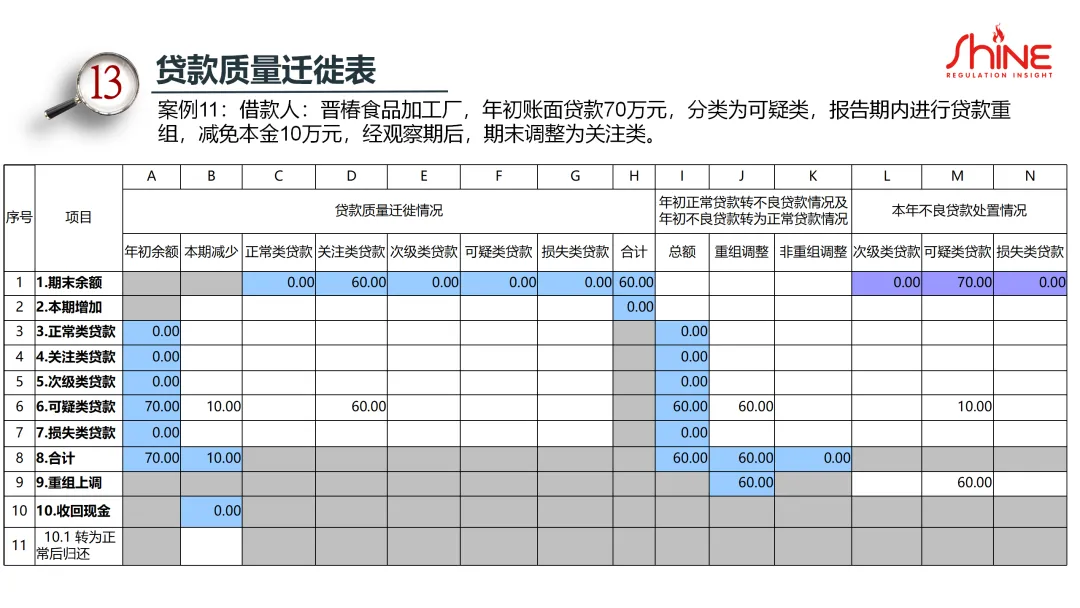 13
贷款质量迁徙表
SHINE
REGULATION INSIGHT
案例11：借款人：晋椿食品加工厂，年初账面贷款70万元，分类为可疑类，报告期内进行贷款重
组，减免本金10万元，经观察期后，期末调整为关注类。
A B C D E F G H I J K L M N
序号 项目 贷款质量迁徙情况 年初正常贷款转不良贷款情况及 本年不良贷款处置情况
年初不良贷款转为正常贷款情况
年初余额 本期减少 正常类贷款 关注类贷款 次级类贷款 可疑类贷款 损失类贷款 合计 总额 重组调整 非重组调整 次级类贷款 可疑类贷款 损失类贷款
1 1.期末余额 0.00 60.00 0.00 0.00 0.00 60.00 0.00 70.00 0.00
2 2.本期增加 0.00
3 3.正常类贷款 0.00 0.00
4 4.关注类贷款 0.00 0.00
5 5.次级类贷款 0.00 0.00
6 6.可疑类贷款 70.00 10.00 60.00 60.00 60.00 10.00
7 7.损失类贷款 0.00 0.00
8 8.合计 70.00 10.00 60.00 60.00 0.00
9 9.重组上调 60.00 60.00
10 10.收回现金 0.00
11 10.1 转为正
常后归还